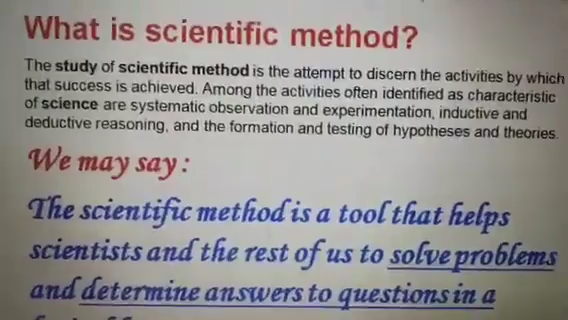 What is scientific method?
The study of scientific method is the attempt to discern the activities by which
that success is achieved. Among the activities often identified as characteristic
of science are systematic observation and experimentation, inductive and
deductive reasoning, and the formation and testing of hypotheses and theories.
We may say:
The scientific method is a tool that helps
scientists and the rest of us to solve problems
and determine answers to questions in a